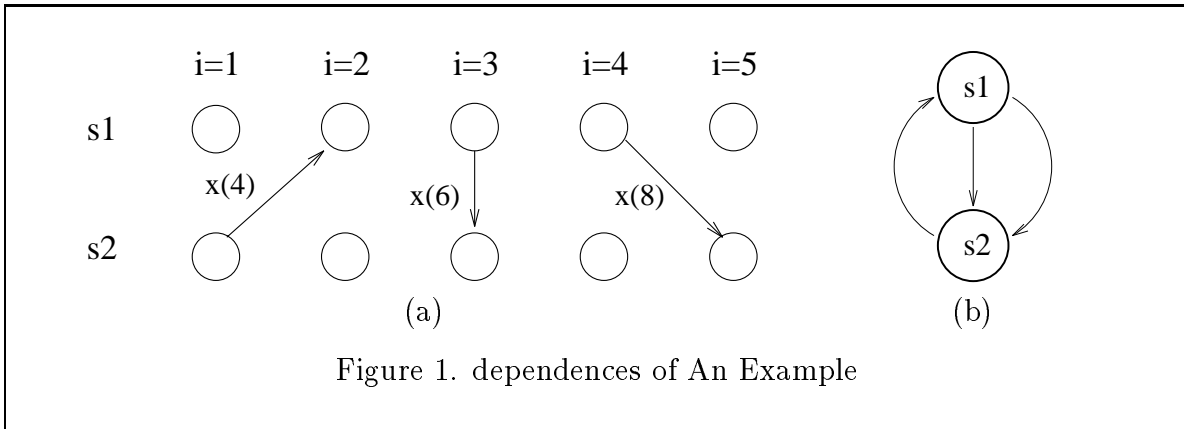 i=1 i=2 i=3 i=4 i=5
s1
x(4) x(6) x(8)
s2
(a)
s1
s2
(b)
Figure 1. dependences of An Example